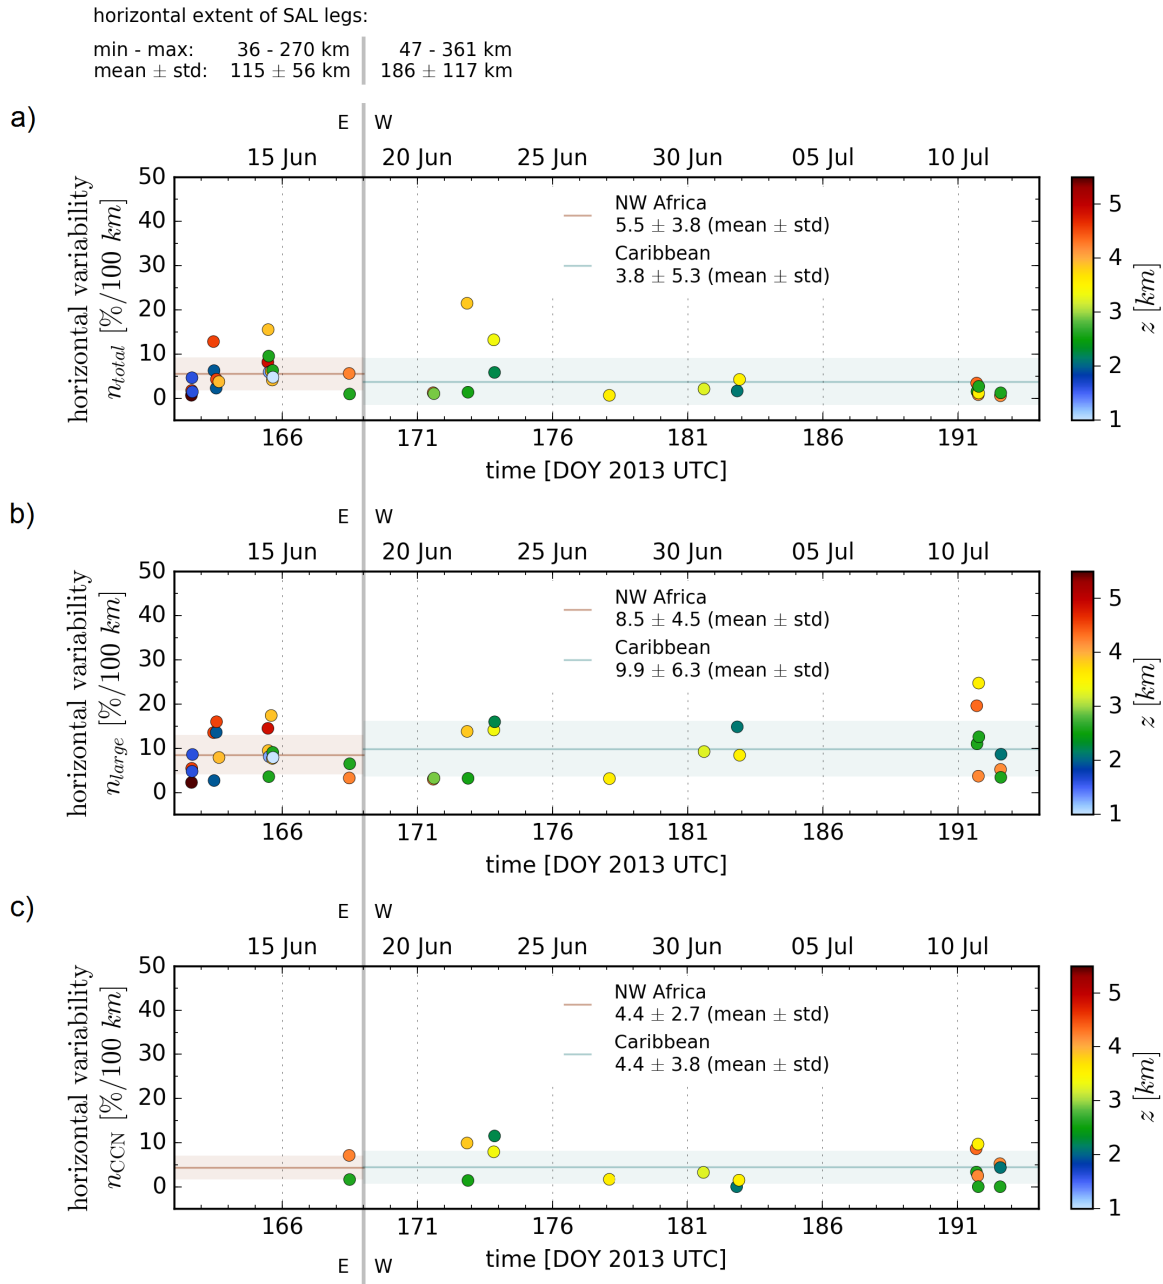 horizontal extent of SAL legs:
min - max: 36 - 270 km 47 - 361 km
mean ± std: 115 ± 56 km 186 ± 117 km
a)
E W
15 Jun 20 Jun 25 Jun 30 Jun 05 Jul 10 Jul
horizontal variability
n_total [%/100 km]
50
40
30
20
10
0
NW Africa
5.5 ± 3.8 (mean ± std)
Caribbean
3.8 ± 5.3 (mean ± std)
166 171 176 181 186 191
time [DOY 2013 UTC]
5
4
3
2
1
z [km]
b)
E W
15 Jun 20 Jun 25 Jun 30 Jun 05 Jul 10 Jul
horizontal variability
n_large [%/100 km]
50
40
30
20
10
0
NW Africa
8.5 ± 4.5 (mean ± std)
Caribbean
9.9 ± 6.3 (mean ± std)
166 171 176 181 186 191
time [DOY 2013 UTC]
5
4
3
2
1
z [km]
c)
E W
15 Jun 20 Jun 25 Jun 30 Jun 05 Jul 10 Jul
horizontal variability
n_CCN [%/100 km]
50
40
30
20
10
0
NW Africa
4.4 ± 2.7 (mean ± std)
Caribbean
4.4 ± 3.8 (mean ± std)
166 171 176 181 186 191
time [DOY 2013 UTC]
5
4
3
2
1
z [km]
E W